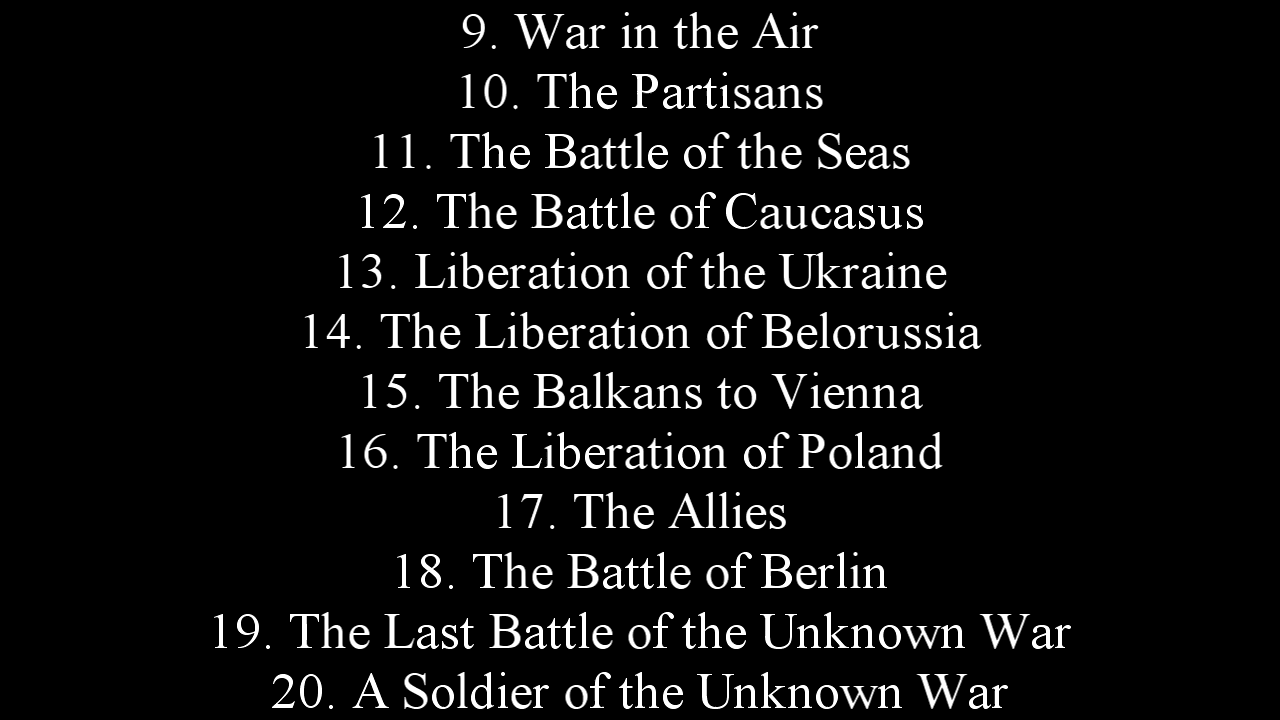 9. War in the Air
10. The Partisans
11. The Battle of the Seas
12. The Battle of Caucasus
13. Liberation of the Ukraine
14. The Liberation of Belorussia
15. The Balkans to Vienna
16. The Liberation of Poland
17. The Allies
18. The Battle of Berlin
19. The Last Battle of the Unknown War
20. A Soldier of the Unknown War